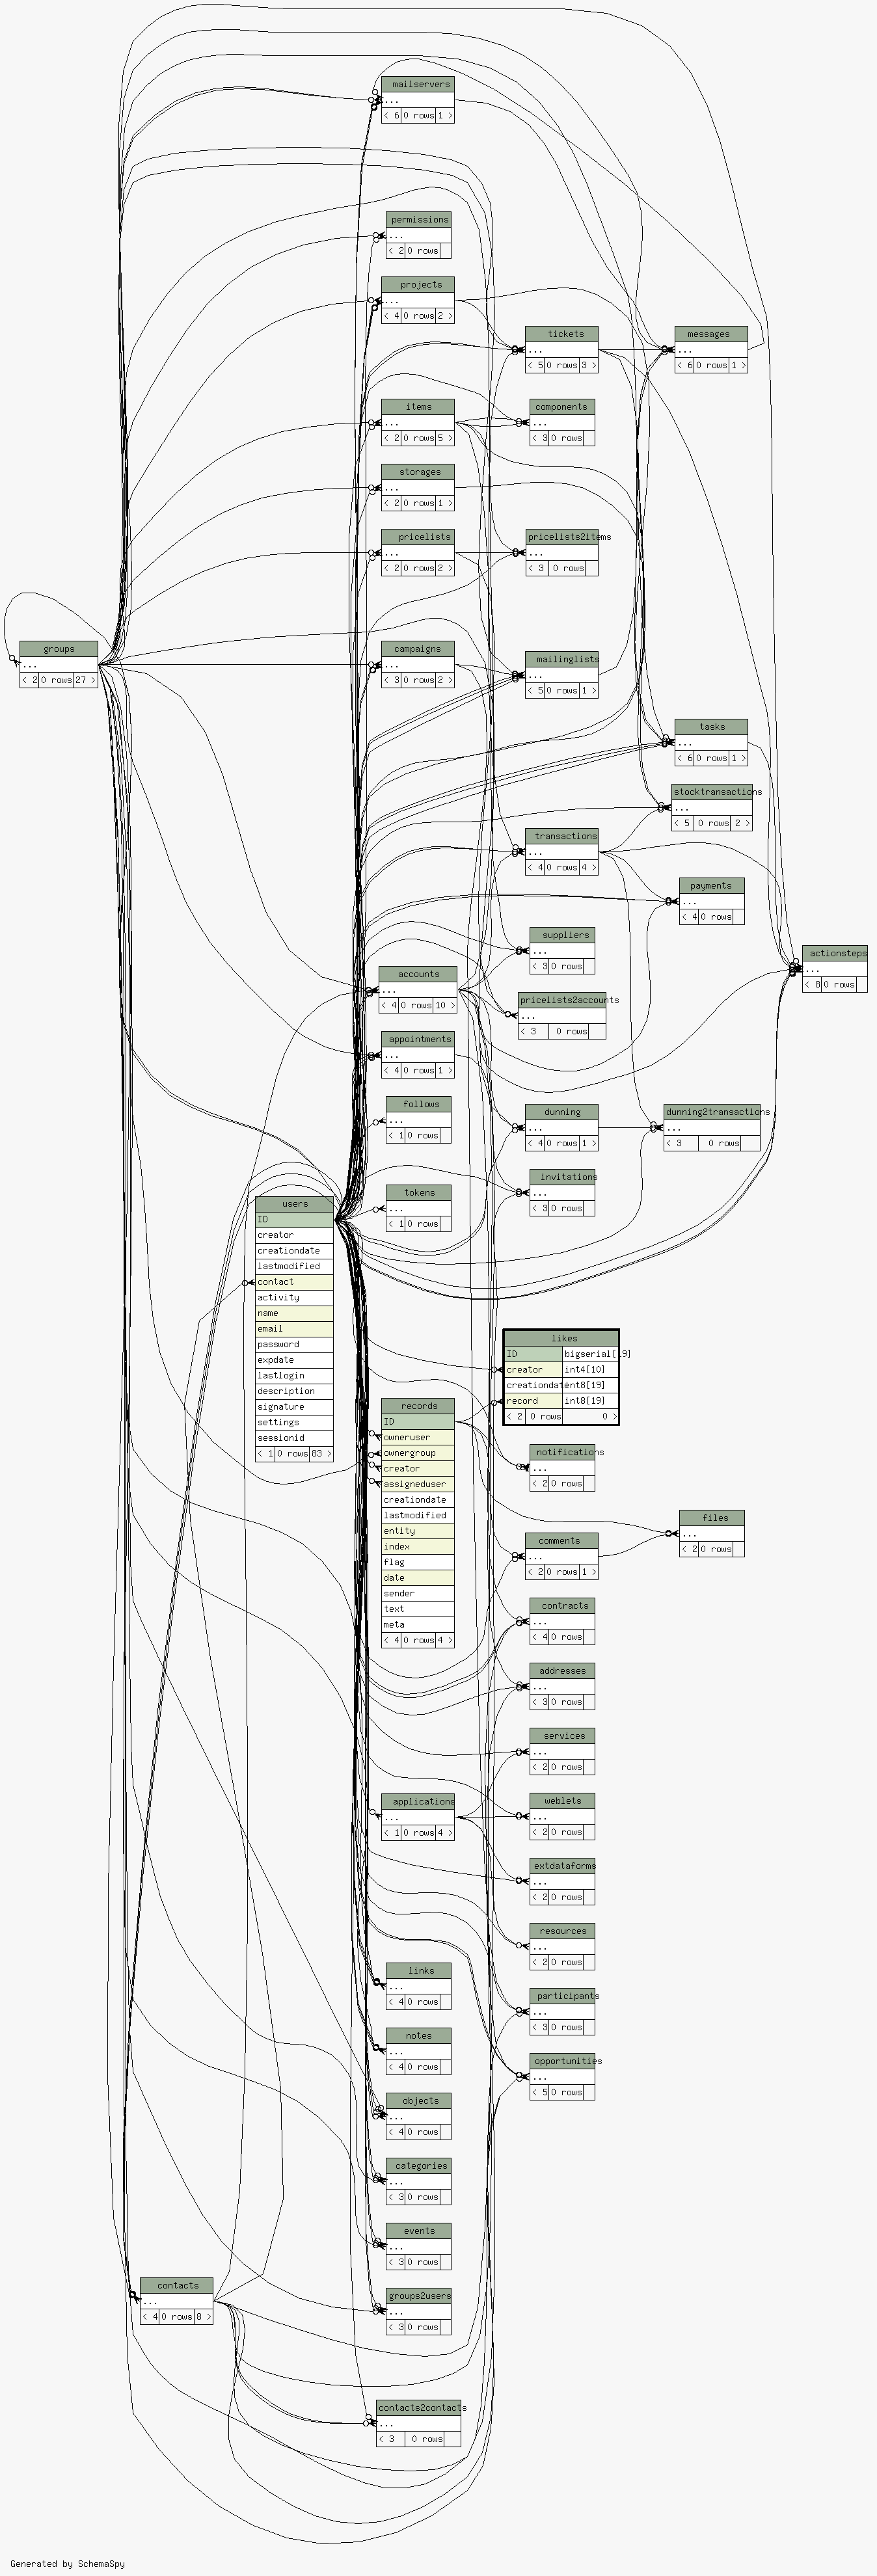 mailservers
...
< 6 0 rows 1 >
permissions
...
< 2 0 rows
projects
...
< 4 0 rows 2 >
tickets
...
< 5 0 rows 3 >
messages
...
< 6 0 rows 1 >
items
...
< 2 0 rows 5 >
components
...
< 3 0 rows
storages
...
< 2 0 rows 1 >
pricelists
...
< 2 0 rows 2 >
pricelists2items
...
< 3 0 rows
groups
...
< 2 0 rows 27 >
campaigns
...
< 3 0 rows 2 >
mailinglists
...
< 5 0 rows 1 >
tasks
...
< 6 0 rows 1 >
stocktransactions
...
< 5 0 rows 2 >
transactions
...
< 4 0 rows 4 >
payments
...
< 4 0 rows
suppliers
...
< 3 0 rows
actionsteps
...
< 8 0 rows
accounts
...
< 4 0 rows 10 >
pricelists2accounts
...
< 3 0 rows
appointments
...
< 4 0 rows 1 >
follows
...
< 1 0 rows
dunning
...
< 4 0 rows 1 >
dunning2transactions
...
< 3 0 rows
invitations
...
< 3 0 rows
tokens
...
< 1 0 rows
users
ID
creator
creationdate
lastmodified
contact
activity
name
email
password
expdate
lastlogin
description
signature
settings
sessionid
< 1 0 rows 83 >
likes
ID bigserial[19]
creator int4[10]
creationdate int8[19]
record int8[19]
< 2 0 rows 0 >
records
ID
owneruser
ownergroup
creator
assigneduser
creationdate
lastmodified
entity
index
flag
date
sender
text
meta
< 4 0 rows 4 >
notifications
...
< 2 0 rows
files
...
< 2 0 rows
comments
...
< 2 0 rows 1 >
contracts
...
< 4 0 rows
addresses
...
< 3 0 rows
services
...
< 2 0 rows
applications
...
< 1 0 rows 4 >
weblets
...
< 2 0 rows
extdataforms
...
< 2 0 rows
resources
...
< 2 0 rows
links
...
< 4 0 rows
participants
...
< 3 0 rows
notes
...
< 4 0 rows
opportunities
...
< 5 0 rows
objects
...
< 4 0 rows
categories
...
< 3 0 rows
events
...
< 3 0 rows
contacts
...
< 4 0 rows 8 >
groups2users
...
< 3 0 rows
contacts2contacts
...
< 3 0 rows
Generated by SchemaSpy